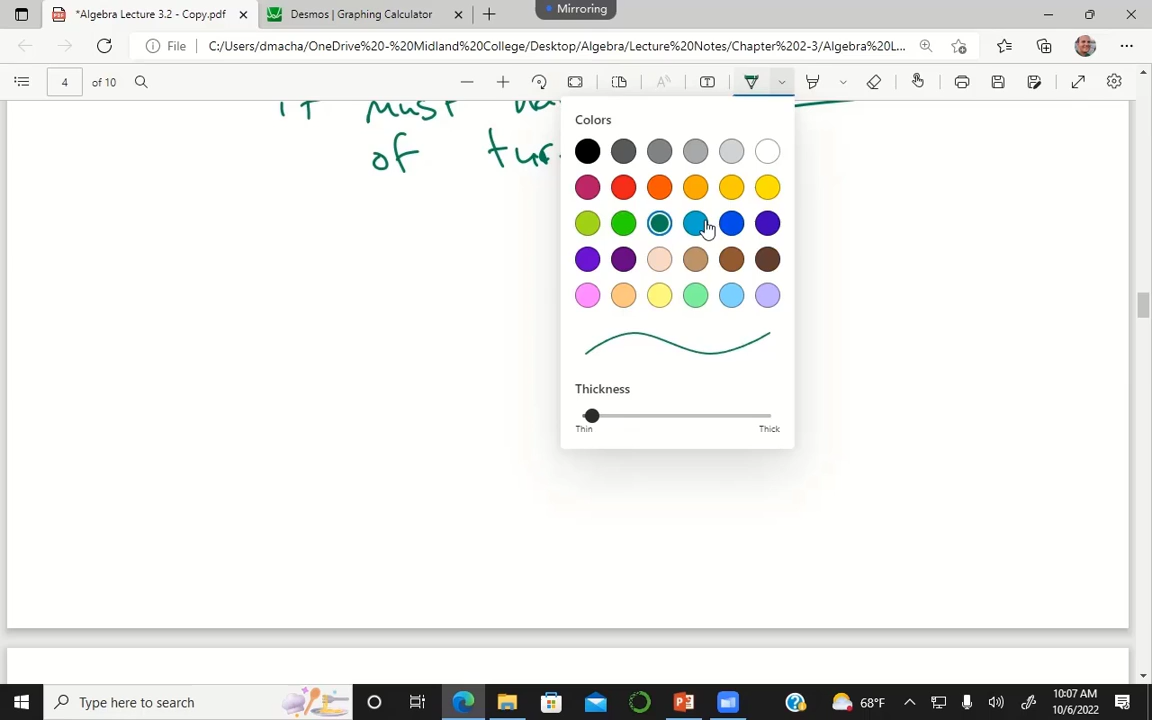 Mirroring
*Algebra Lecture 3.2 - Copy.pdf
Desmos | Graphing Calculator
File
C:/Users/dmacha/OneDrive%20-%20Midland%20College/Desktop/Algebra/Lecture%20Notes/Chapter%202-3/Algebra%20L...
4 of 10
it must
of
Colors
Thickness
Thin Thick
Type here to search
68°F
10:07 AM
10/6/2022